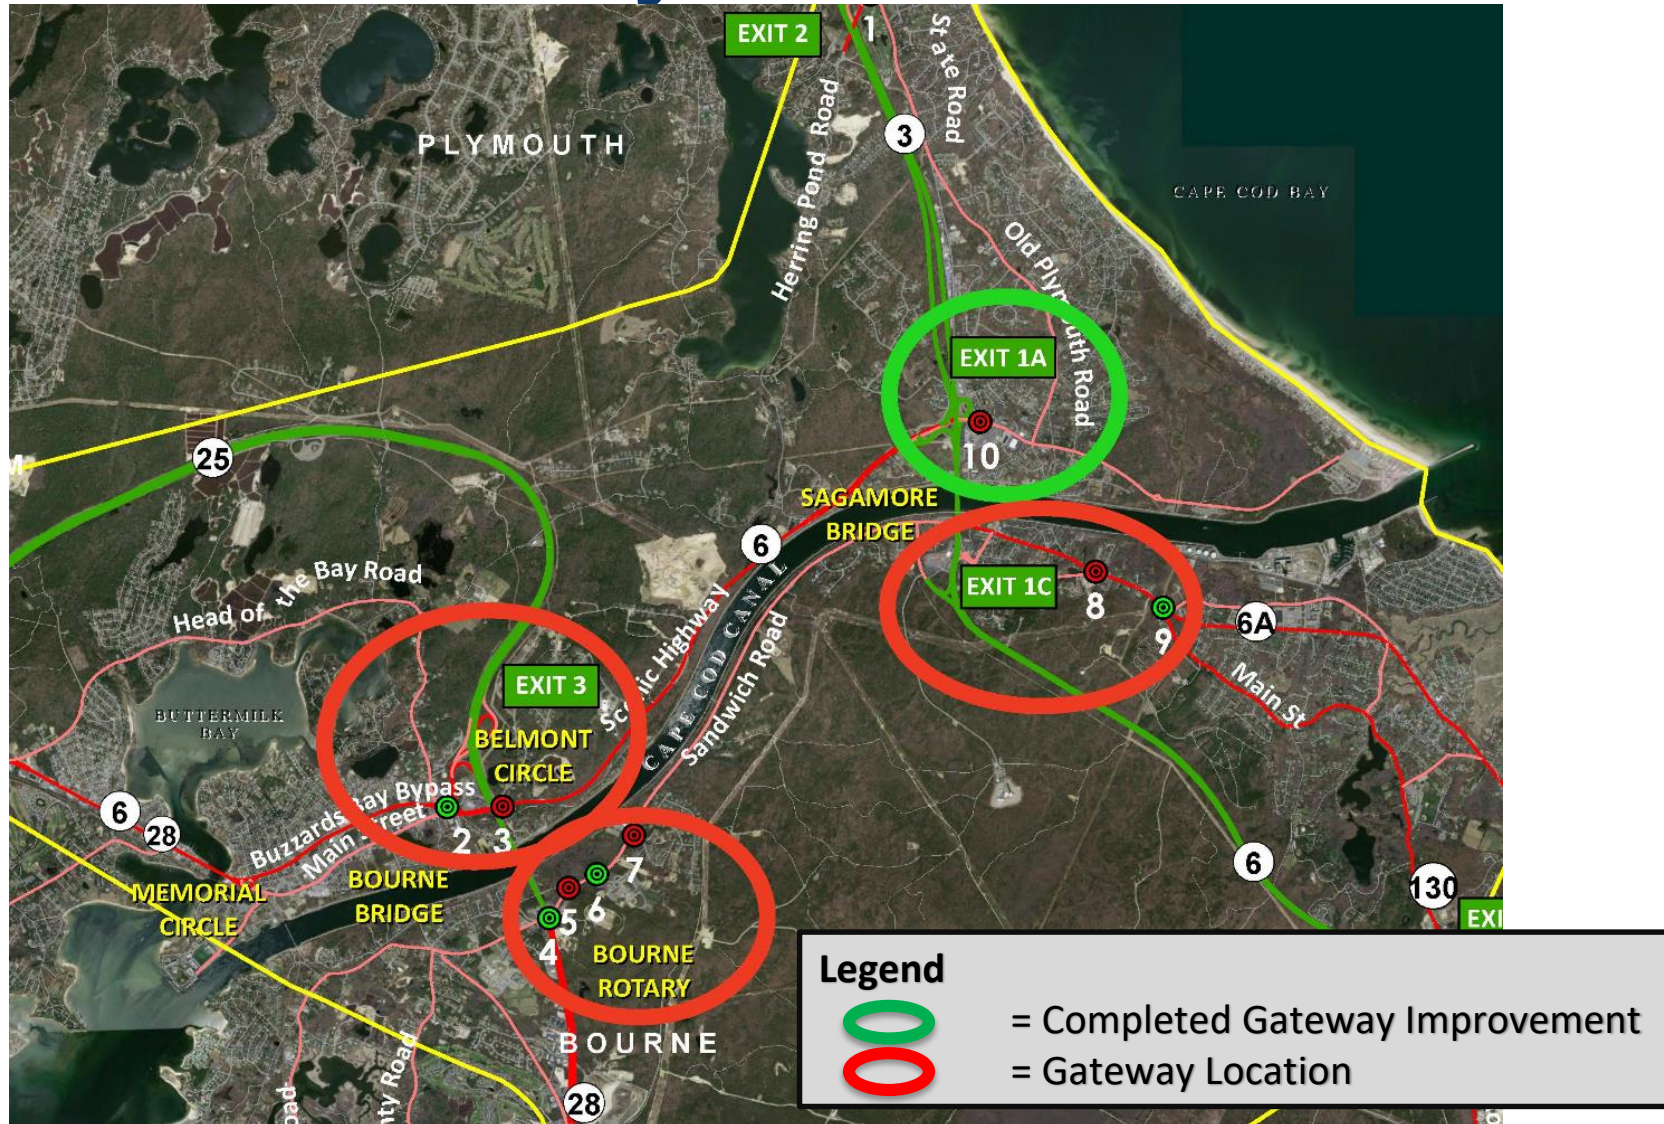 EXIT 2
1
State Road
PLYMOUTH
Herring Pond Road
3
CAPE COD BAY
Old Plymouth Road
EXIT 1A
25
10
SAGAMORE
BRIDGE
6
Head of the Bay Road
EXIT 1C
8
9
6A
Main St
Scenic Highway
CAPE COD CANAL
Sandwich Road
EXIT 3
BUTTERMILK
BAY
BELMONT
CIRCLE
Buzzards Bay Bypass
Main Street
2
3
6
28
7
6
5
4
MEMORIAL
CIRCLE
BOURNE
BRIDGE
BOURNE
ROTARY
6
130
BOURNE
28
Legend
= Completed Gateway Improvement
= Gateway Location